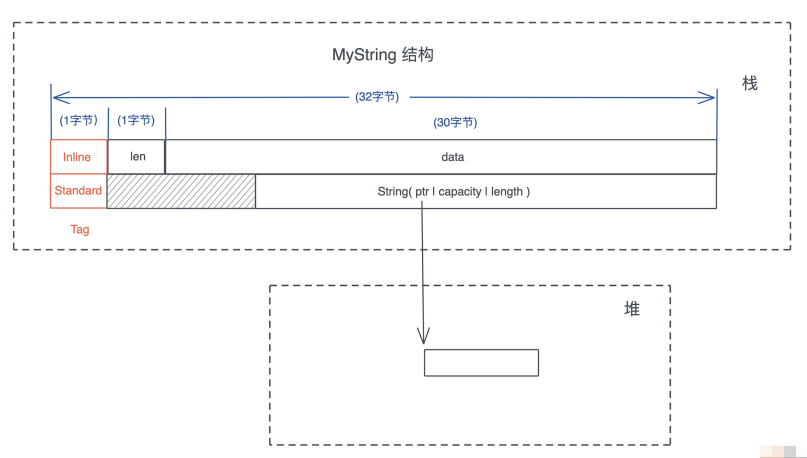 MyString 结构
栈
(32字节)
(1字节) (1字节) (30字节)
Inline len data
Standard String( ptr | capacity | length )
Tag
堆